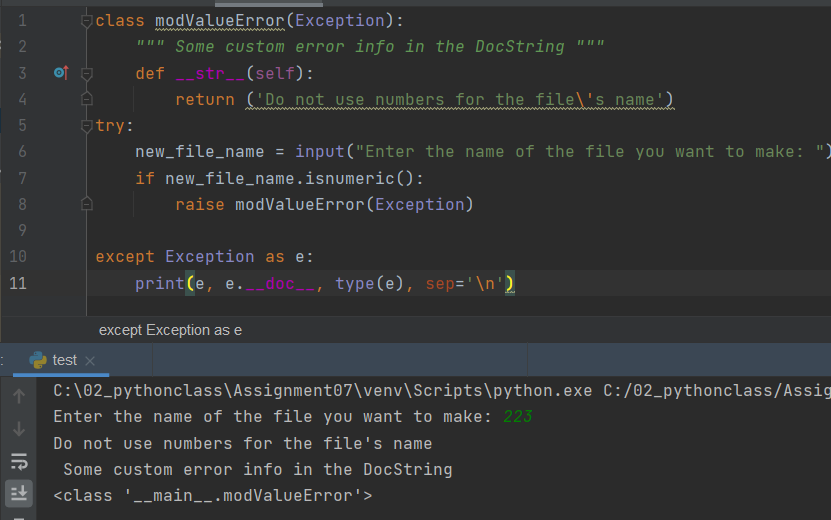 1 class modValueError(Exception):
2 """ Some custom error info in the DocString """
3 def __str__(self):
4 return ('Do not use numbers for the file\'s name')
5 try:
6 new_file_name = input("Enter the name of the file you want to make: ")
7 if new_file_name.isnumeric():
8 raise modValueError(Exception)
9
10 except Exception as e:
11 print(e, e.__doc__, type(e), sep='\n')
except Exception as e
: test ×
C:\02_pythonclass\Assignment07\venv\Scripts\python.exe C:/02_pythonclass/Assig
Enter the name of the file you want to make: 223
Do not use numbers for the file's name
Some custom error info in the DocString
<class '__main__.modValueError'>